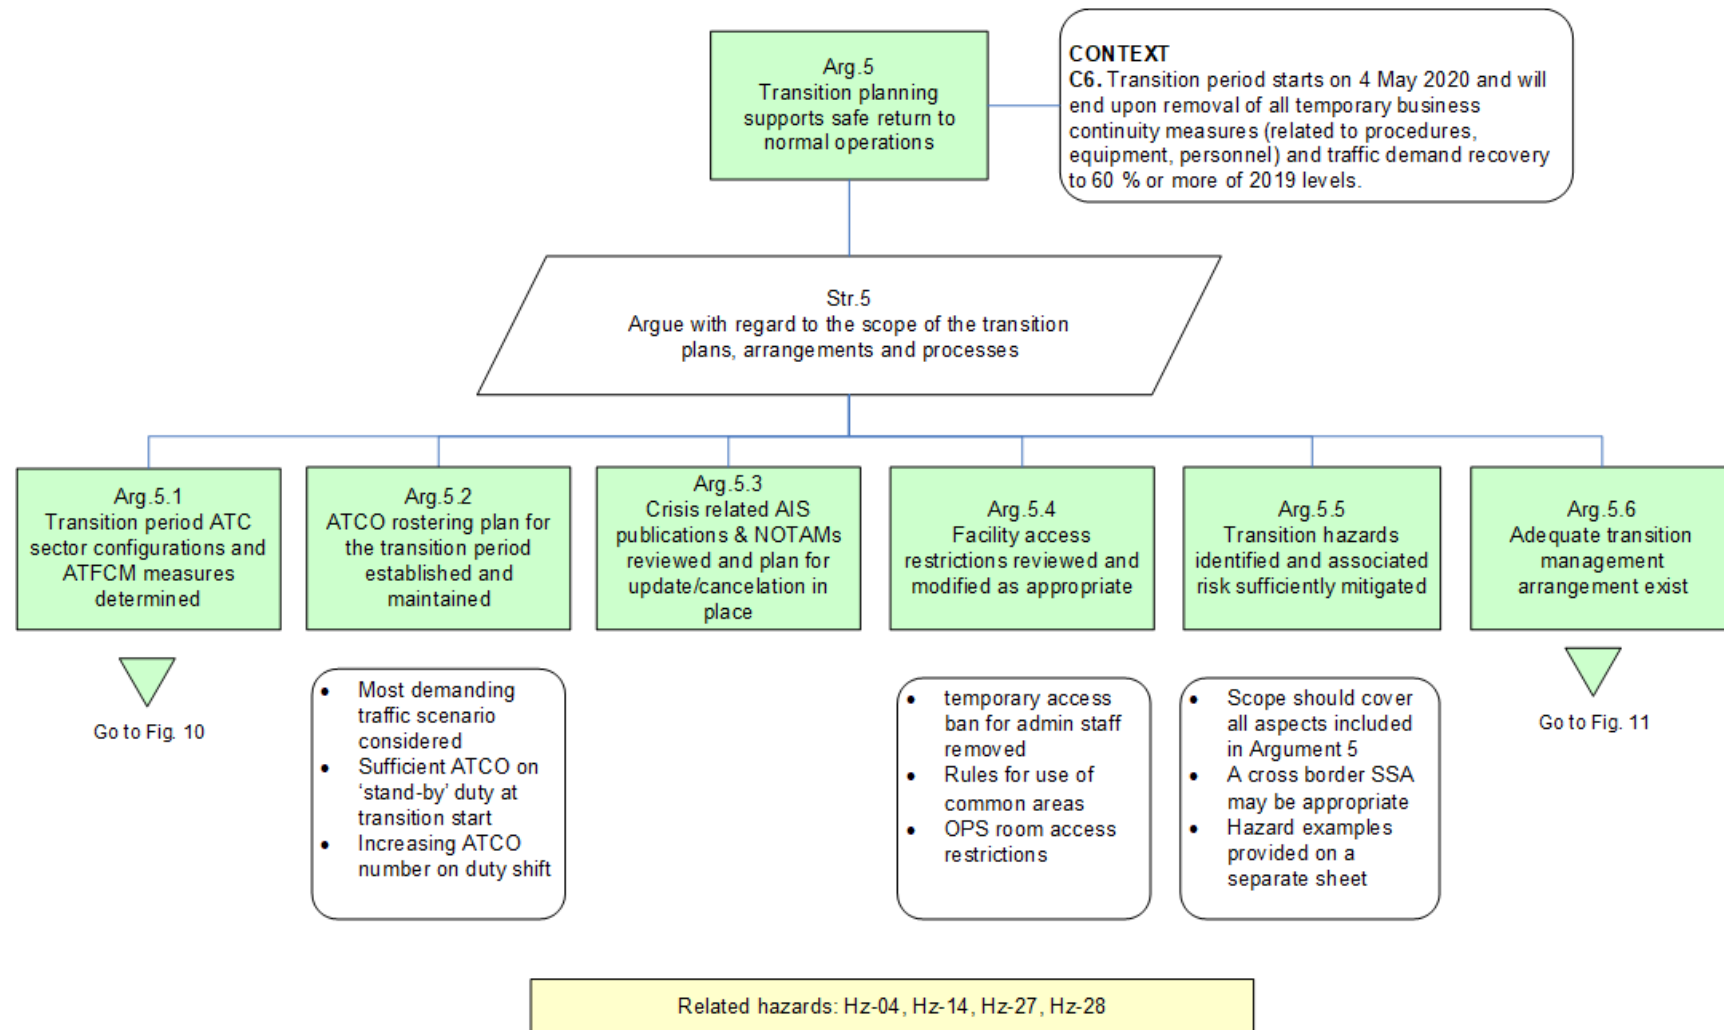 Arg.5
Transition planning
supports safe return to
normal operations
CONTEXT
C6. Transition period starts on 4 May 2020 and will
end upon removal of all temporary business
continuity measures (related to procedures,
equipment, personnel) and traffic demand recovery
to 60 % or more of 2019 levels.
Str.5
Argue with regard to the scope of the transition
plans, arrangements and processes
Arg.5.1
Transition period ATC
sector configurations and
ATFCM measures
determined
Arg.5.2
ATCO rostering plan for
the transition period
established and
maintained
Arg.5.3
Crisis related AIS
publications & NOTAMs
reviewed and plan for
update/cancelation in
place
Arg.5.4
Facility access
restrictions reviewed and
modified as appropriate
Arg.5.5
Transition hazards
identified and associated
risk sufficiently mitigated
Arg.5.6
Adequate transition
management
arrangement exist
Go to Fig. 10
• Most demanding
traffic scenario
considered
• Sufficient ATCO on
‘stand-by’ duty at
transition start
• Increasing ATCO
number on duty shift
• temporary access
ban for admin staff
removed
• Rules for use of
common areas
• OPS room access
restrictions
• Scope should cover
all aspects included
in Argument 5
• A cross border SSA
may be appropriate
• Hazard examples
provided on a
separate sheet
Go to Fig. 11
Related hazards: Hz-04, Hz-14, Hz-27, Hz-28